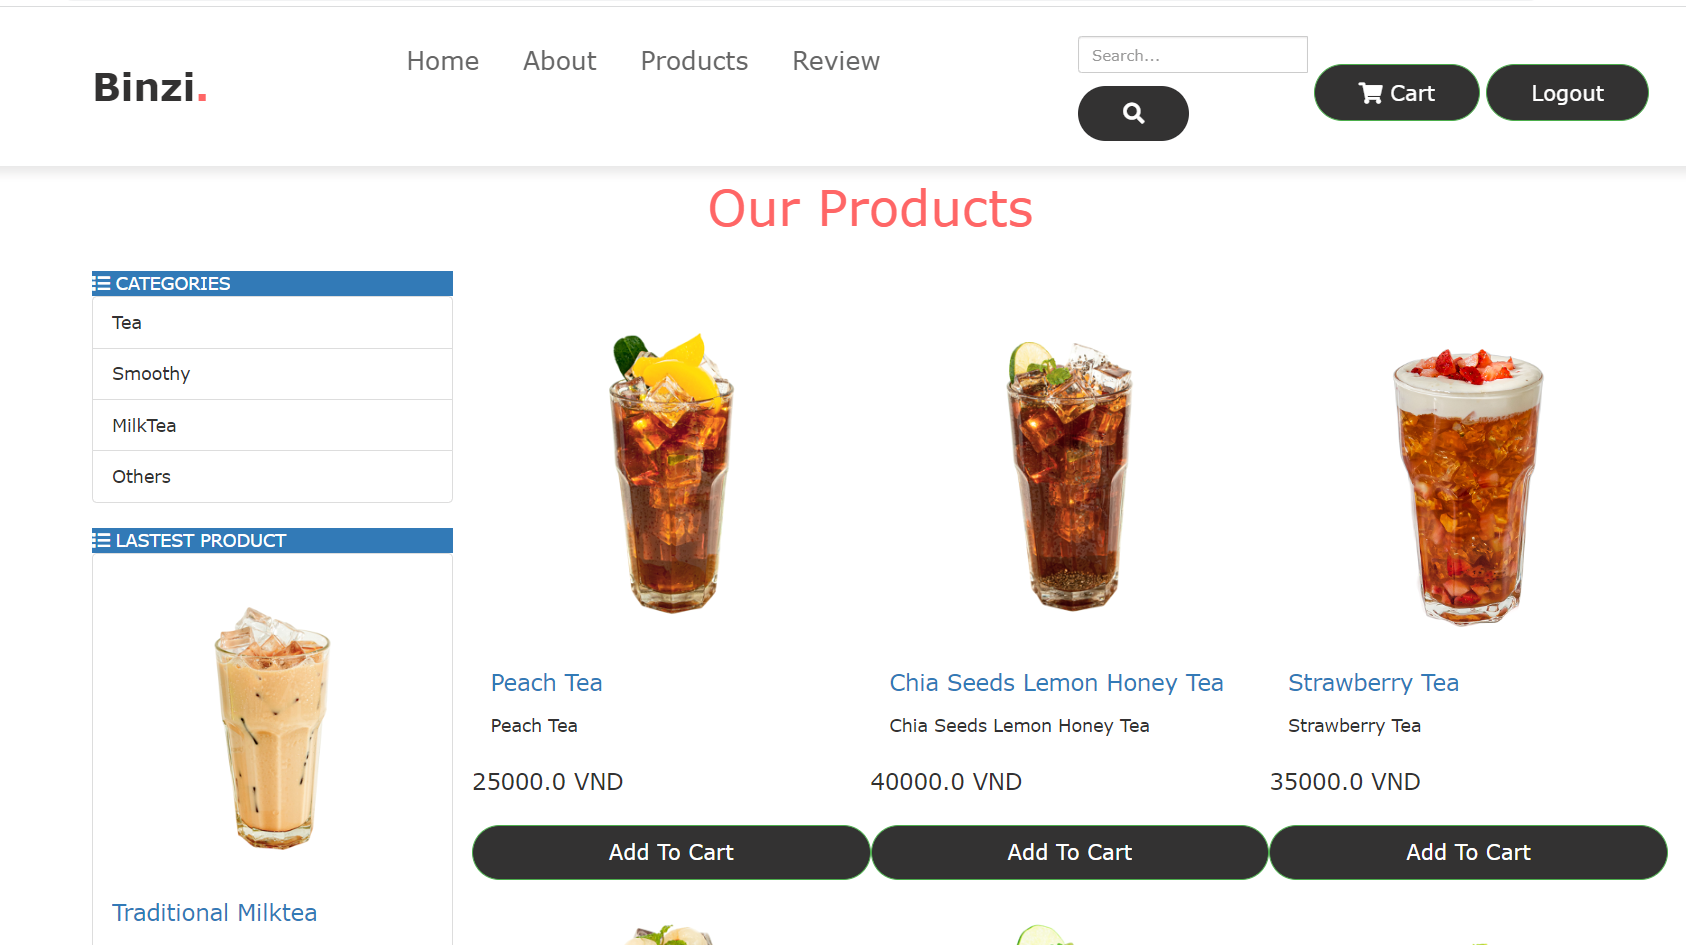 Binzi.
Home About Products Review
Search...
Cart
Logout
Our Products
CATEGORIES
Tea
Smoothy
MilkTea
Others
LASTEST PRODUCT
Traditional Milktea
Peach Tea
Peach Tea
25000.0 VND
Add To Cart
Chia Seeds Lemon Honey Tea
Chia Seeds Lemon Honey Tea
40000.0 VND
Add To Cart
Strawberry Tea
Strawberry Tea
35000.0 VND
Add To Cart